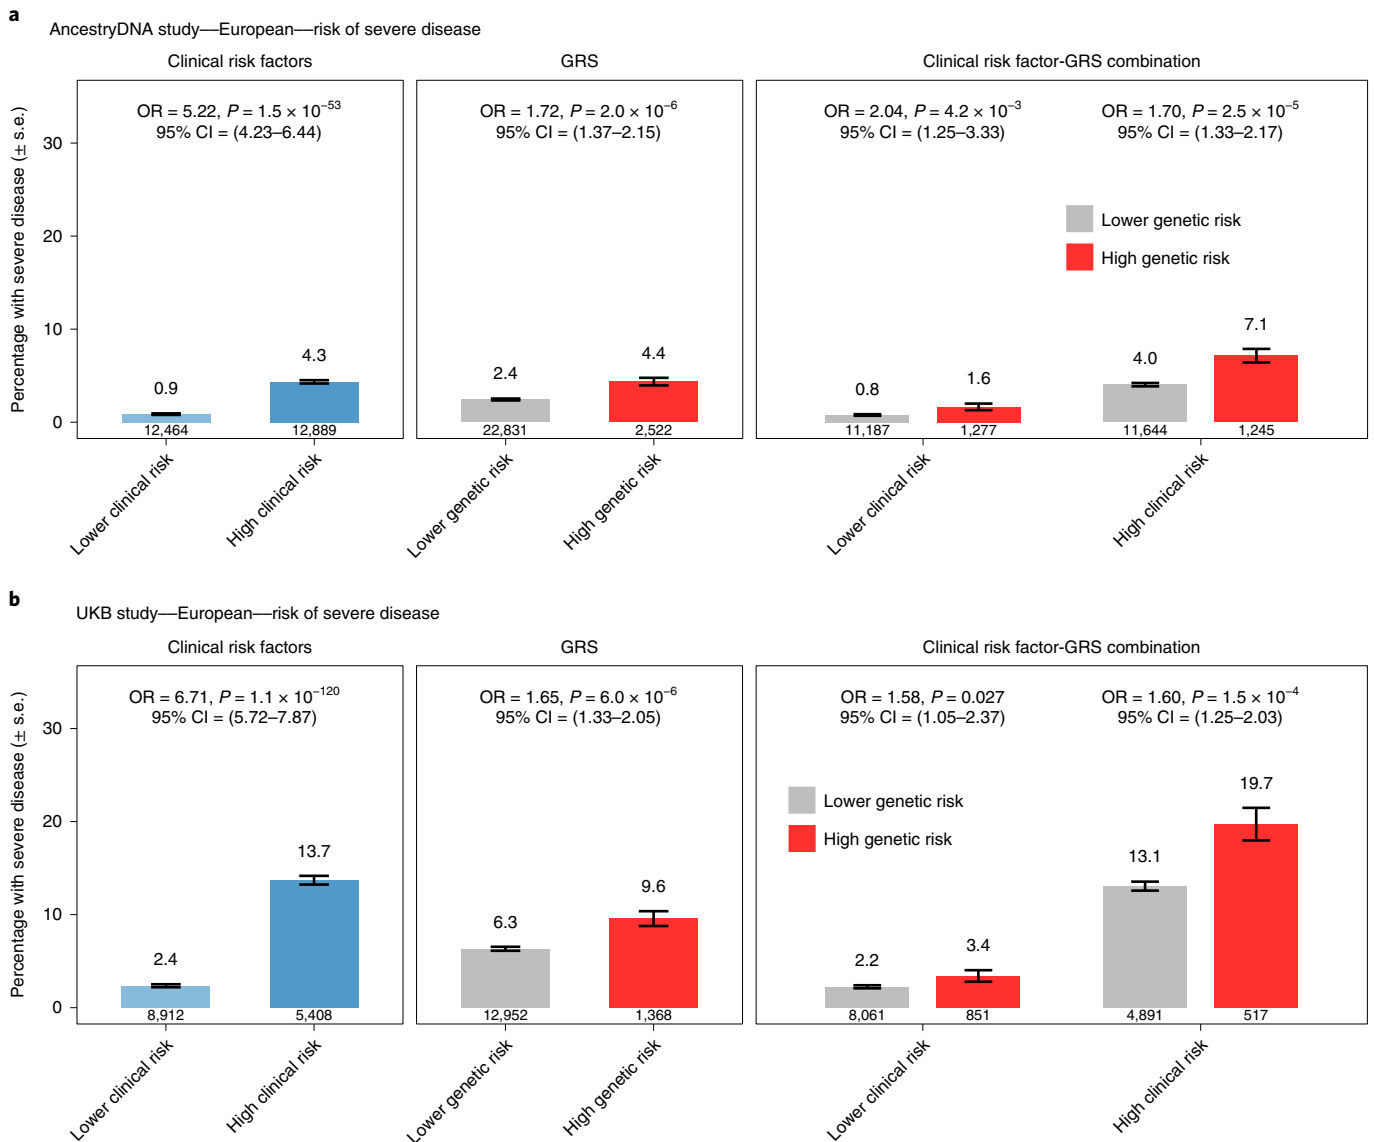 a
AncestryDNA study—European—risk of severe disease
Clinical risk factors
GRS
Clinical risk factor-GRS combination
Percentage with severe disease (± s.e.)
30
20
10
0
OR = 5.22, P = 1.5 × 10⁻⁵³
95% CI = (4.23–6.44)
0.9
4.3
12,464
12,889
Lower clinical risk
High clinical risk
OR = 1.72, P = 2.0 × 10⁻⁶
95% CI = (1.37–2.15)
2.4
4.4
22,831
2,522
Lower genetic risk
High genetic risk
OR = 2.04, P = 4.2 × 10⁻³
95% CI = (1.25–3.33)
OR = 1.70, P = 2.5 × 10⁻⁵
95% CI = (1.33–2.17)
Lower genetic risk
High genetic risk
0.8
1.6
4.0
7.1
11,187
1,277
11,644
1,245
Lower clinical risk
High clinical risk
b
UKB study—European—risk of severe disease
Clinical risk factors
GRS
Clinical risk factor-GRS combination
Percentage with severe disease (± s.e.)
30
20
10
0
OR = 6.71, P = 1.1 × 10⁻¹²⁰
95% CI = (5.72–7.87)
2.4
13.7
8,912
5,408
Lower clinical risk
High clinical risk
OR = 1.65, P = 6.0 × 10⁻⁶
95% CI = (1.33–2.05)
6.3
9.6
12,952
1,368
Lower genetic risk
High genetic risk
OR = 1.58, P = 0.027
95% CI = (1.05–2.37)
OR = 1.60, P = 1.5 × 10⁻⁴
95% CI = (1.25–2.03)
Lower genetic risk
High genetic risk
2.2
3.4
13.1
19.7
8,061
851
4,891
517
Lower clinical risk
High clinical risk